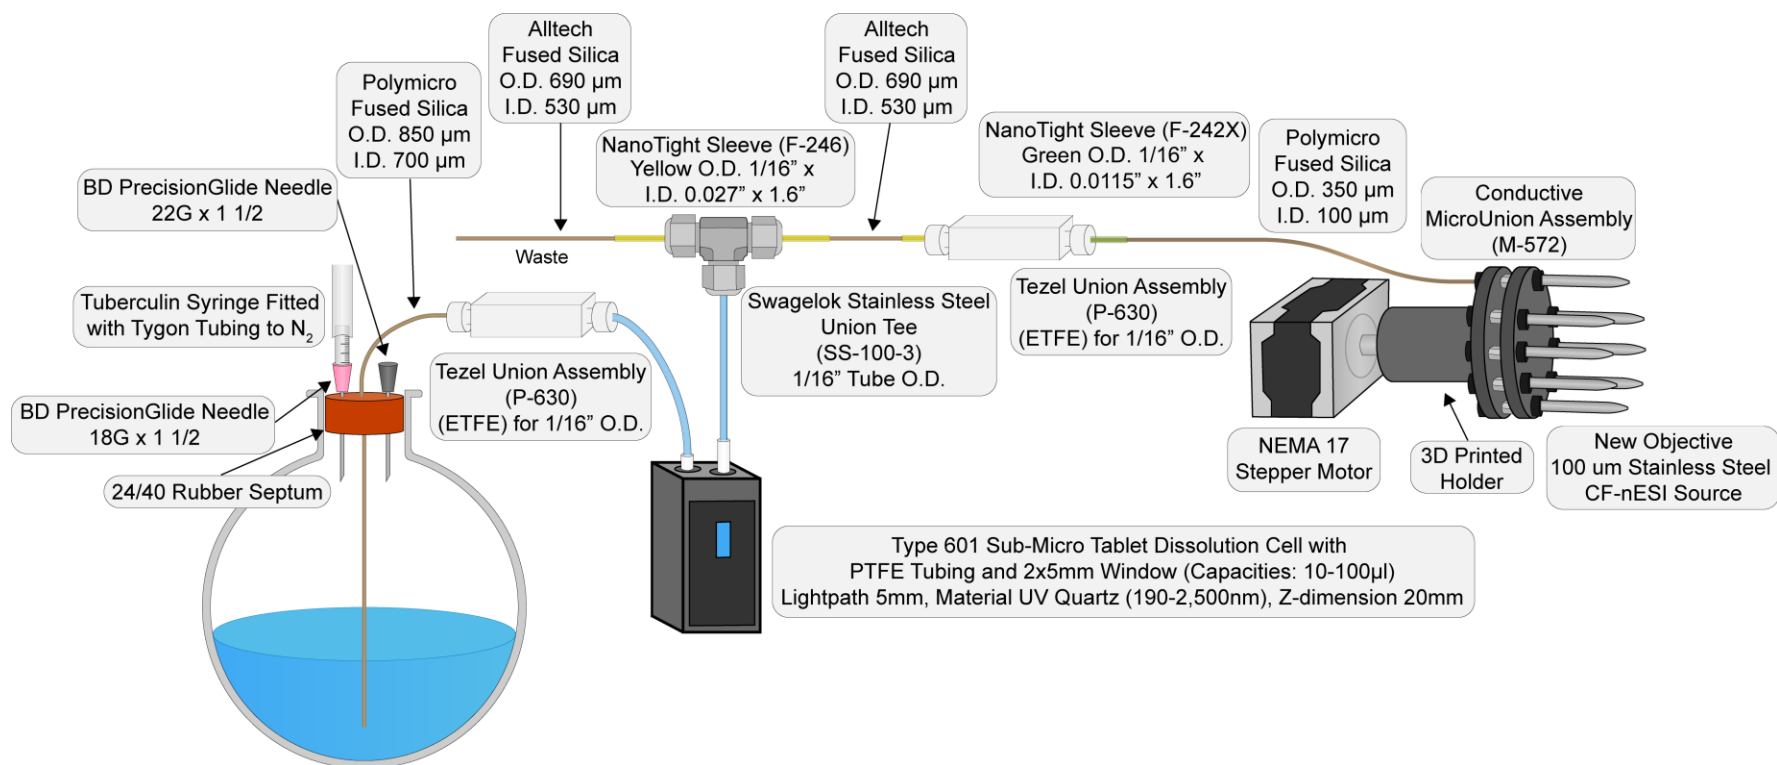 Alltech
Fused Silica
O.D. 690 µm
I.D. 530 µm
Alltech
Fused Silica
O.D. 690 µm
I.D. 530 µm
Polymicro
Fused Silica
O.D. 850 µm
I.D. 700 µm
NanoTight Sleeve (F-246)
Yellow O.D. 1/16” x
I.D. 0.027” x 1.6”
NanoTight Sleeve (F-242X)
Green O.D. 1/16” x
I.D. 0.0115” x 1.6”
Polymicro
Fused Silica
O.D. 350 µm
I.D. 100 µm
BD PrecisionGlide Needle
22G x 1 1/2
Conductive
MicroUnion Assembly
(M-572)
Waste
Tuberculin Syringe Fitted
with Tygon Tubing to N₂
Swagelok Stainless Steel
Union Tee
(SS-100-3)
1/16” Tube O.D.
Tezel Union Assembly
(P-630)
(ETFE) for 1/16” O.D.
Tezel Union Assembly
(P-630)
(ETFE) for 1/16” O.D.
BD PrecisionGlide Needle
18G x 1 1/2
24/40 Rubber Septum
NEMA 17
Stepper Motor
3D Printed
Holder
New Objective
100 um Stainless Steel
CF-nESI Source
Type 601 Sub-Micro Tablet Dissolution Cell with
PTFE Tubing and 2x5mm Window (Capacities: 10-100µl)
Lightpath 5mm, Material UV Quartz (190-2,500nm), Z-dimension 20mm